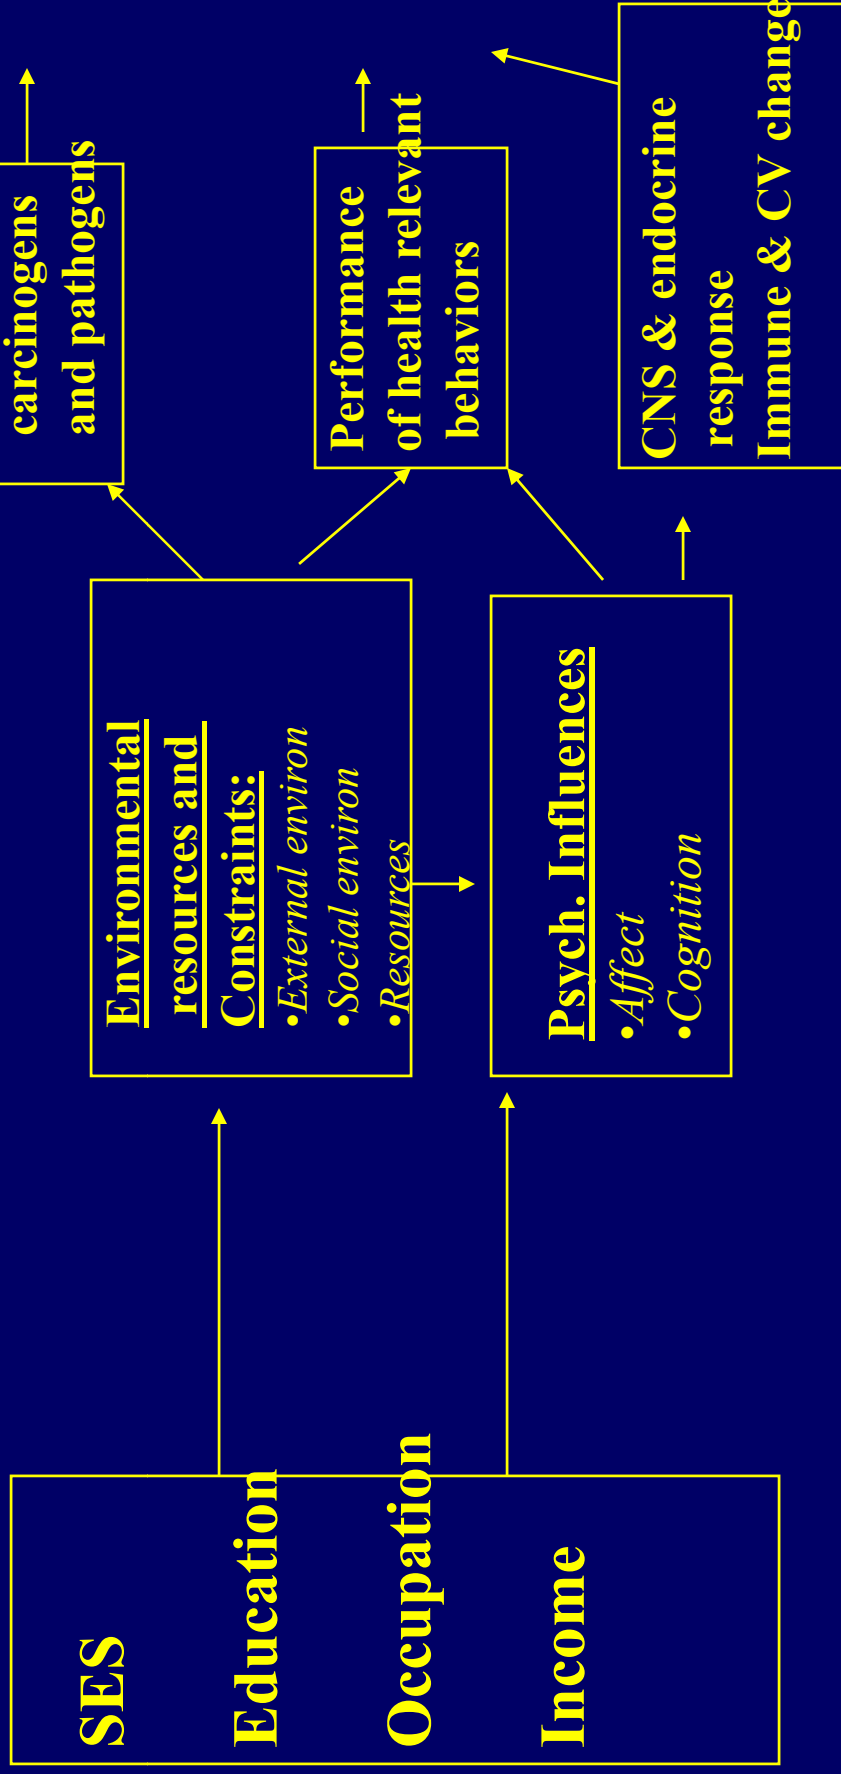 SES
Education
Occupation
Income
Environmental
resources and
Constraints:
•External environ
•Social environ
•Resources
Psych. Influences
•Affect
•Cognition
carcinogens
and pathogens
Performance
of health relevant
behaviors
CNS & endocrine
response
Immune & CV change